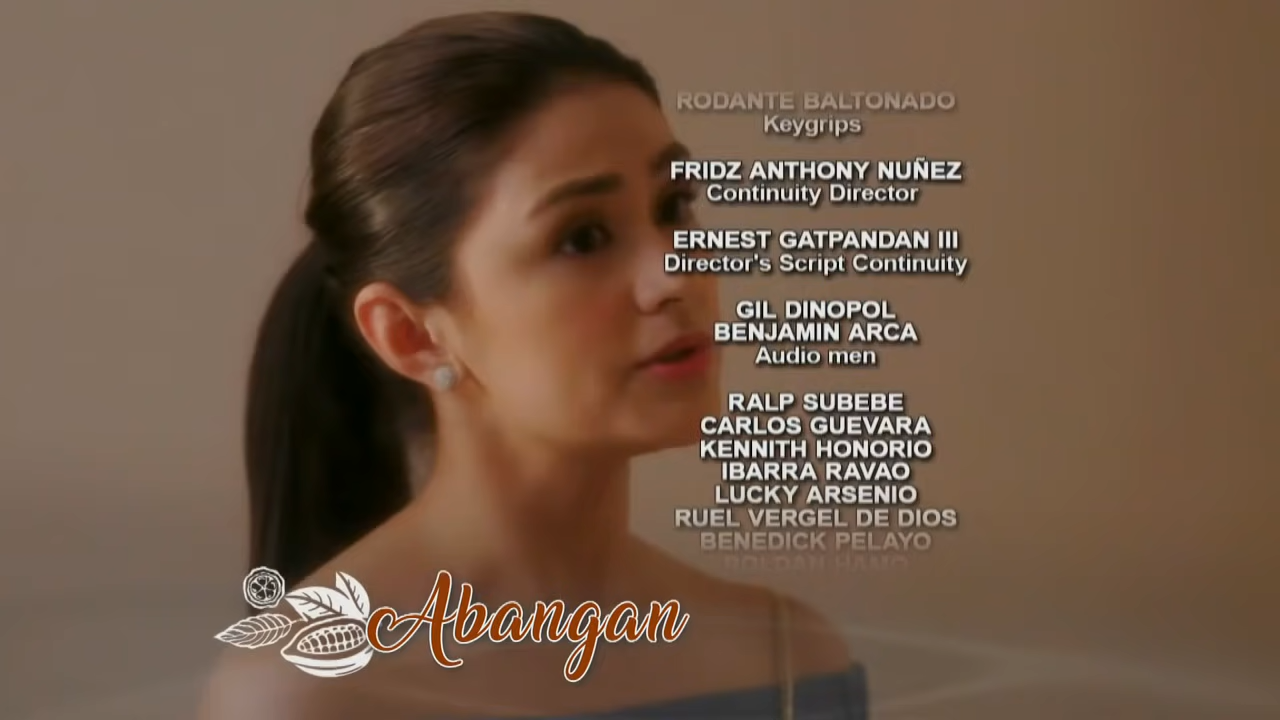 RODANTE BALTONADO
Keygrips
FRIDZ ANTHONY NUÑEZ
Continuity Director
ERNEST GATPANDAN III
Director's Script Continuity
GIL DINOPOL
BENJAMIN ARCA
Audio men
RALP SUBEBE
CARLOS GUEVARA
KENNITH HONORIO
IBARRA RAVAO
LUCKY ARSENIO
RUEL VERGEL DE DIOS
BENEDICK PELAYO
Abangan